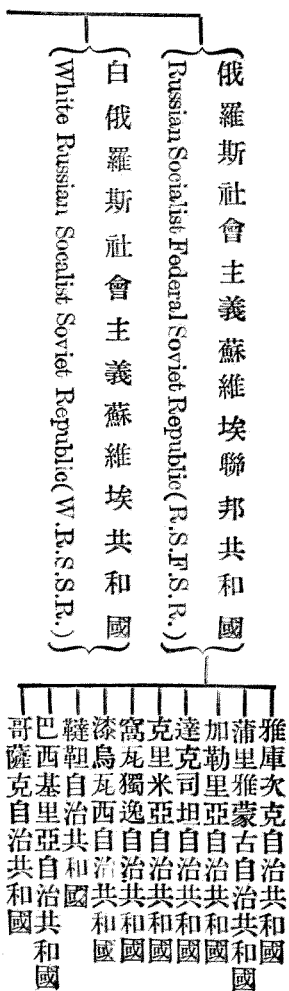 俄羅斯社會主義蘇維埃聯邦共和國
Russian Socialist Federal Soviet Republic(R.S.F.S.R.)
白俄羅斯社會主義蘇維埃共和國
White Russian Socalist Soviet Republic(W.R.S.S.R.)
雅庫次克自治共和國
蒲里雅蒙古自治共和國
加勒里亞自治共和國
達克司坦自治共和國
克里米亞自治共和國
窩瓦獨逸自治共和國
漆烏瓦西自治共和國
韃靼自治共和國
巴西基里亞自治共和國
哥薩克自治共和國